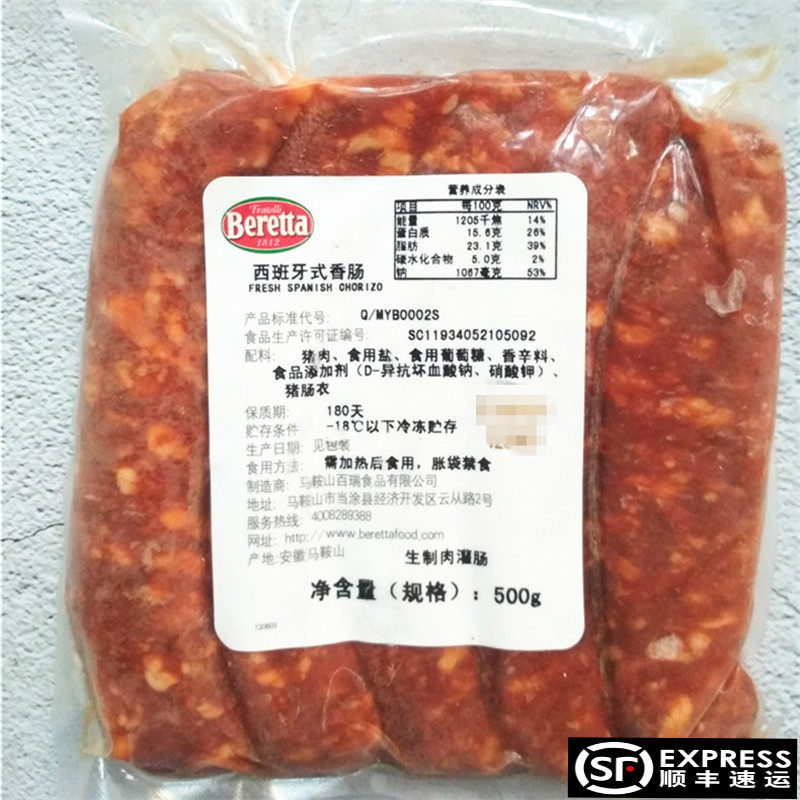 Fratelli
Beretta
1812
西班牙式香肠
FRESH SPANISH CHORIZO
营养成分表
项目 每100克 NRV%
能量 1205千焦 14%
蛋白质 15.6克 26%
脂肪 23.1克 39%
碳水化合物 5.0克 2%
钠 1067毫克 53%
产品标准代号: Q/MYB0002S
食品生产许可证编号: SC11934052105092
配料: 猪肉、食用盐、食用葡萄糖、香辛料、
食品添加剂(D-异抗坏血酸钠、硝酸钾)、
猪肠衣
保质期: 180天
贮存条件 -18℃以下冷冻贮存
生产日期: 见包装
食用方法: 需加热后食用,胀袋禁食
制造商: 马鞍山百瑞食品有限公司
地址: 马鞍山市当涂县经济开发区云从路2号
服务热线: 4008289388
网址: http://www.berettafood.com
产地: 安徽马鞍山
生制肉灌肠
净含量(规格): 500g
SF EXPRESS
顺丰速运